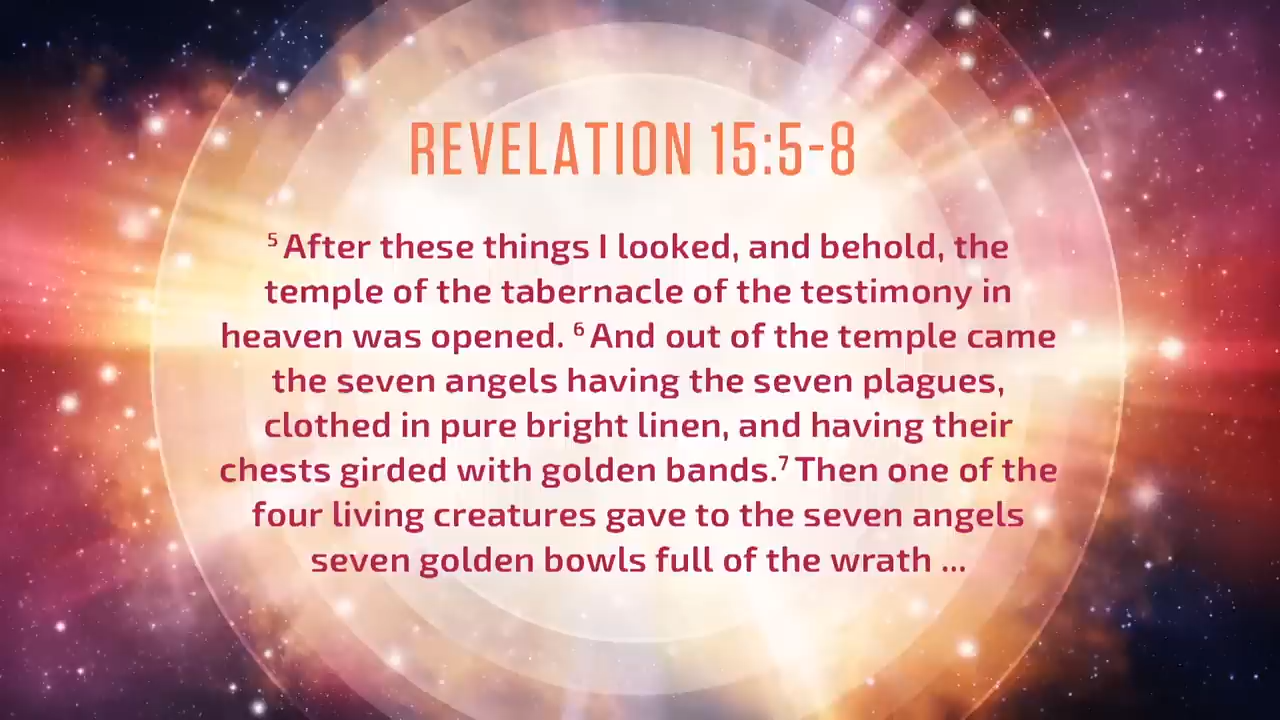 REVELATION 15:5-8
⁵ After these things I looked, and behold, the
temple of the tabernacle of the testimony in
heaven was opened. ⁶ And out of the temple came
the seven angels having the seven plagues,
clothed in pure bright linen, and having their
chests girded with golden bands.⁷ Then one of the
four living creatures gave to the seven angels
seven golden bowls full of the wrath ...